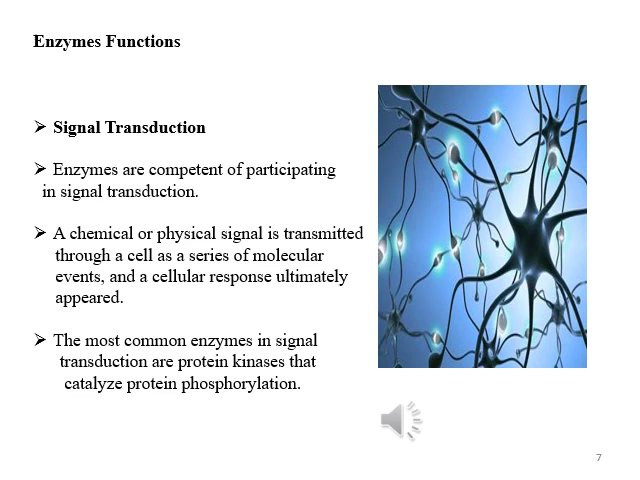 Enzymes Functions
➢ Signal Transduction
➢ Enzymes are competent of participating
in signal transduction.
➢ A chemical or physical signal is transmitted
through a cell as a series of molecular
events, and a cellular response ultimately
appeared.
➢ The most common enzymes in signal
transduction are protein kinases that
catalyze protein phosphorylation.
7